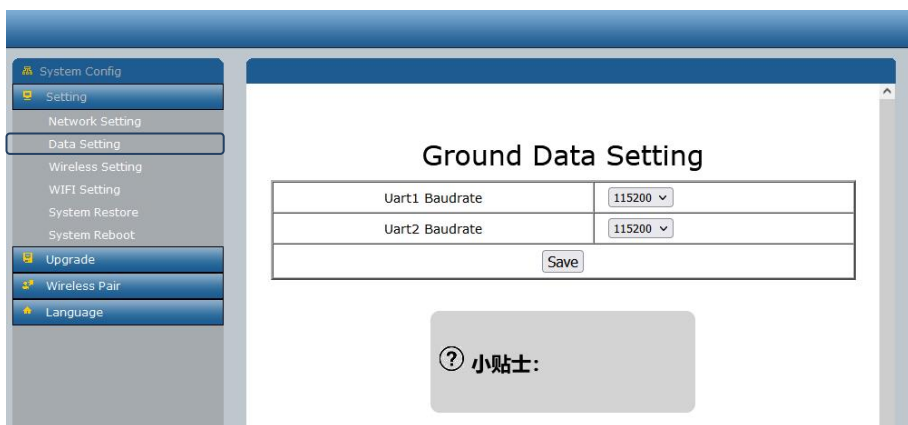 System Config
Setting
Network Setting
Data Setting
Wireless Setting
WIFI Setting
System Restore
System Reboot
Upgrade
Wireless Pair
Language
Ground Data Setting
Uart1 Baudrate 115200
Uart2 Baudrate 115200
Save
? 小贴士: